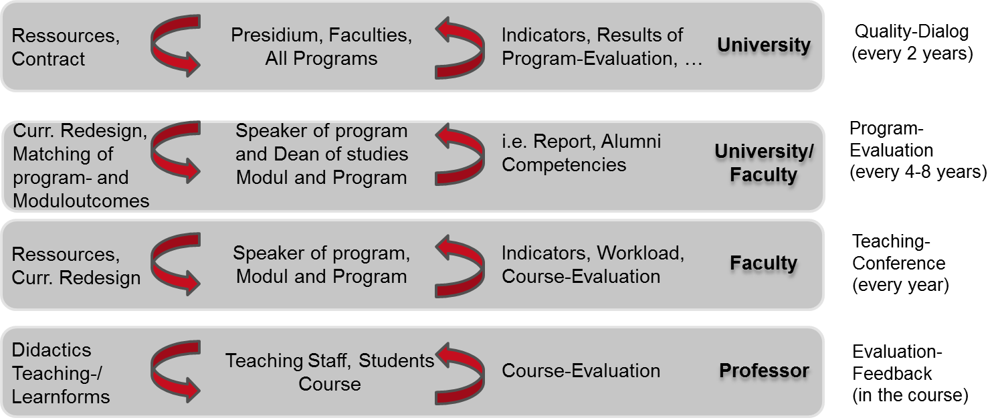 Ressources,
Contract
Presidium, Faculties,
All Programs
Indicators, Results of
Program-Evaluation, …
University
Quality-Dialog
(every 2 years)
Curr. Redesign,
Matching of
program- and
Moduloutcomes
Speaker of program
and Dean of studies
Modul and Program
i.e. Report, Alumni
Competencies
University/
Faculty
Program-
Evaluation
(every 4-8 years)
Ressources,
Curr. Redesign
Speaker of program,
Modul and Program
Indicators, Workload,
Course-Evaluation
Faculty
Teaching-
Conference
(every year)
Didactics
Teaching-/
Learnforms
Teaching Staff, Students
Course
Course-Evaluation
Professor
Evaluation-
Feedback
(in the course)